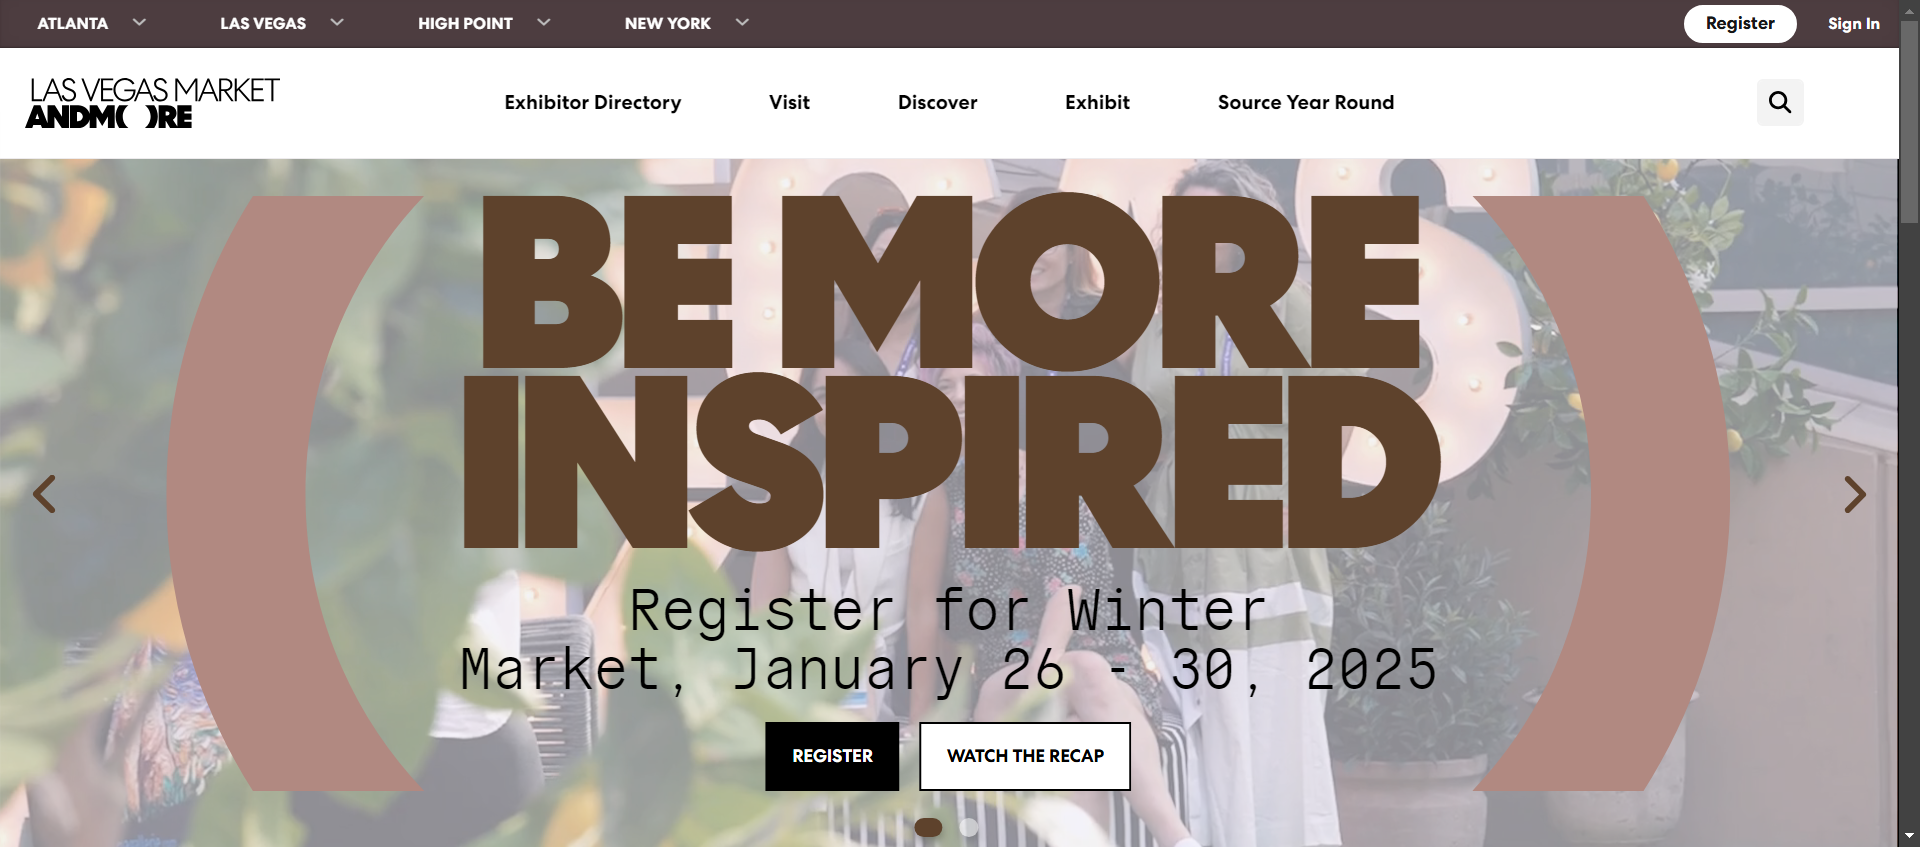 ATLANTA
LAS VEGAS
HIGH POINT
NEW YORK
Register
Sign In
LAS VEGAS MARKET
ANDMORE
Exhibitor Directory
Visit
Discover
Exhibit
Source Year Round
BE MORE
INSPIRED
Register for Winter
Market, January 26 - 30, 2025
REGISTER
WATCH THE RECAP